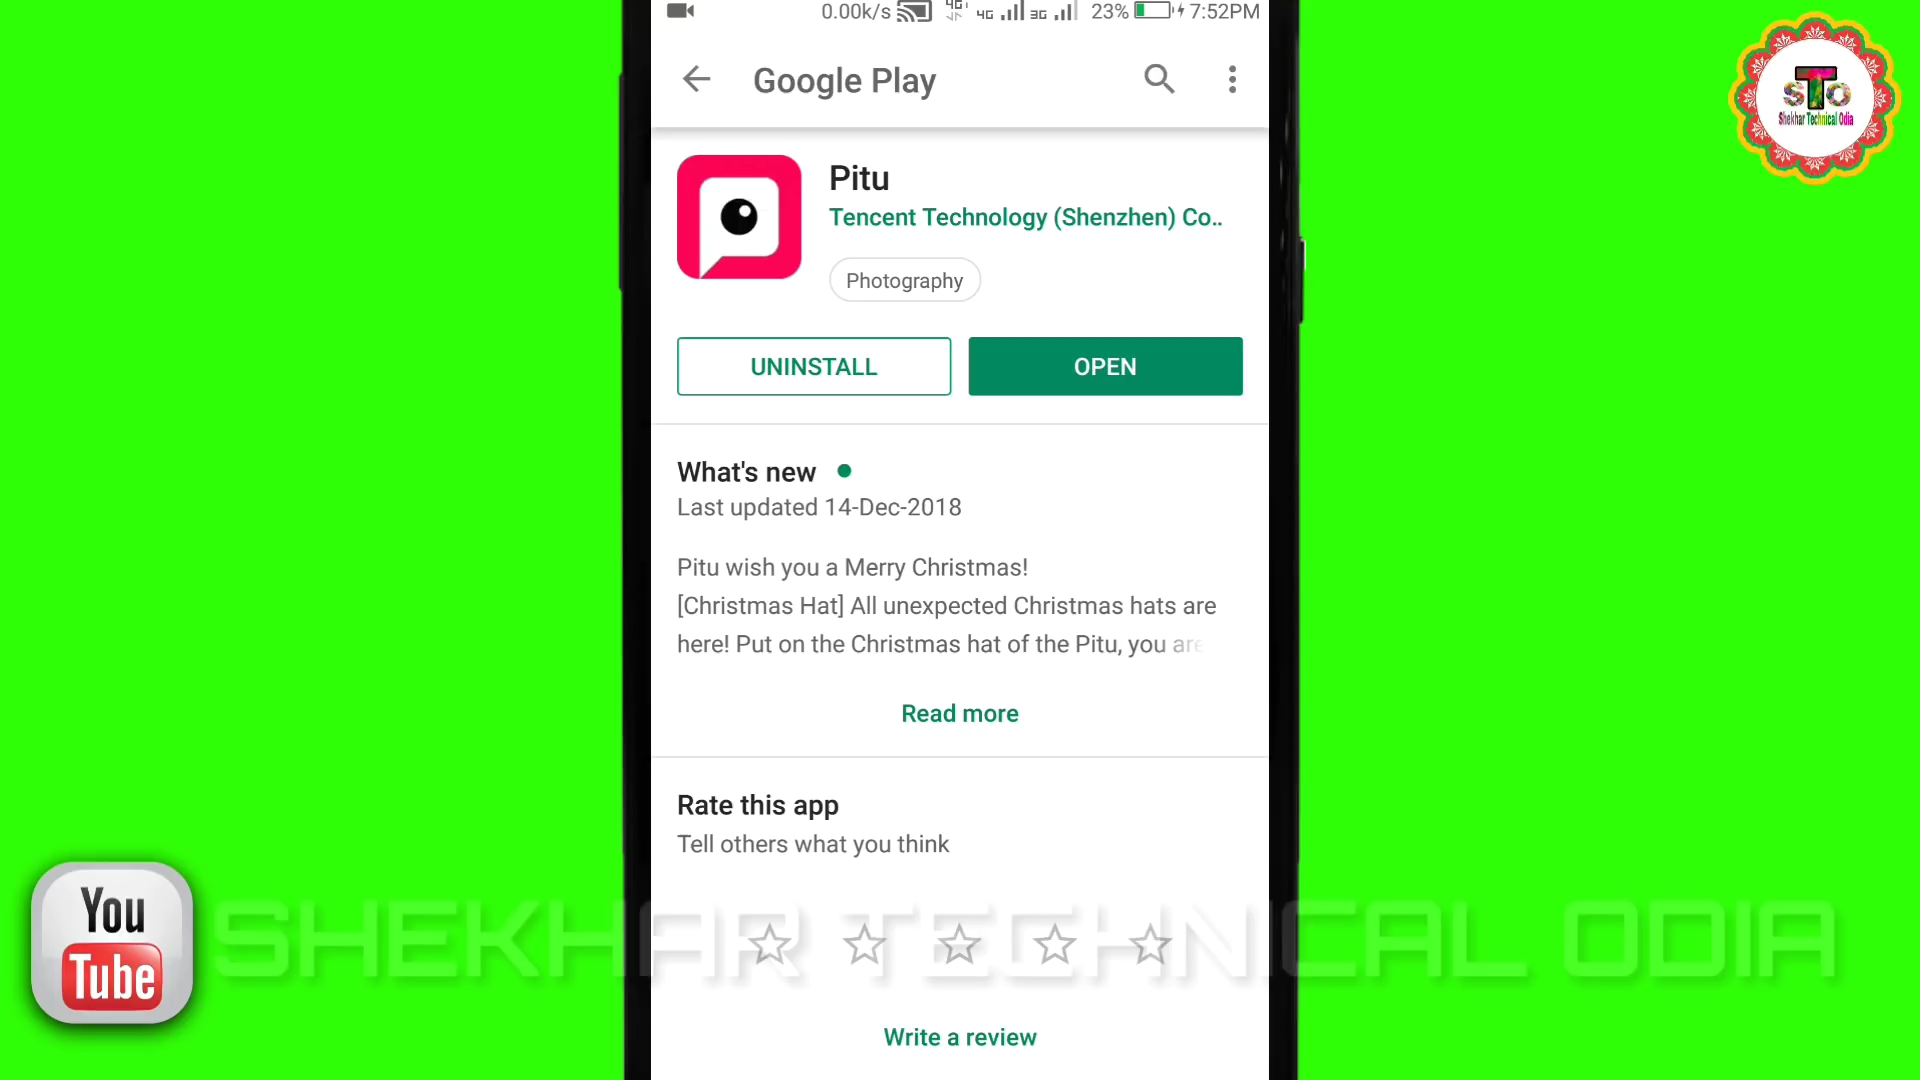 0.00k/s 4G 4G 3G 23% 7:52PM
Google Play
STO
Shekhar Technical Odia
Pitu
Tencent Technology (Shenzhen) Co..
Photography
UNINSTALL
OPEN
What's new
Last updated 14-Dec-2018
Pitu wish you a Merry Christmas!
[Christmas Hat] All unexpected Christmas hats are
here! Put on the Christmas hat of the Pitu, you are
Read more
Rate this app
Tell others what you think
You
Tube
SHEKHAR TECHNICAL ODIA
Write a review